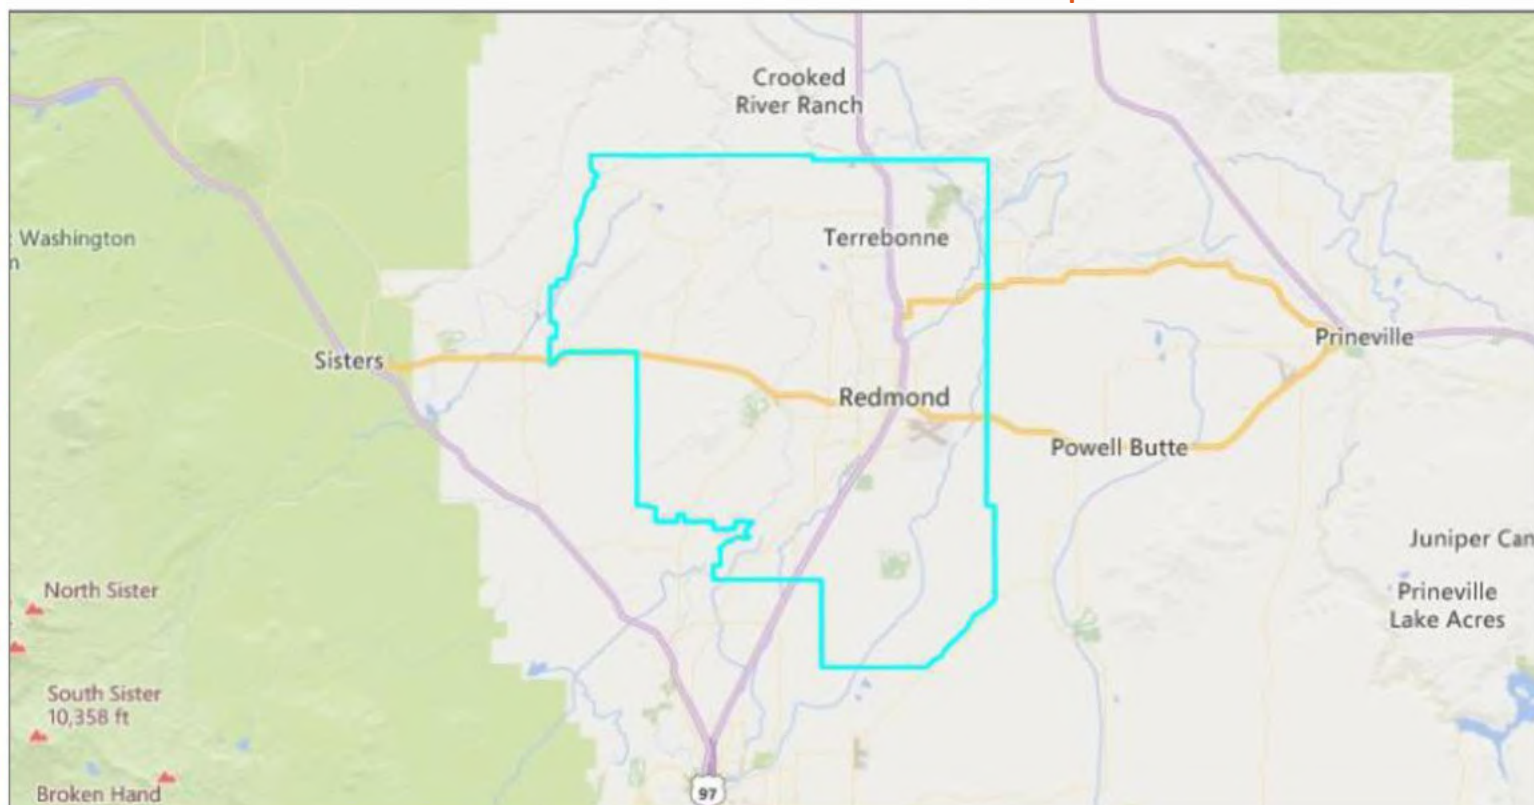 Crooked
River Ranch
Washington
Terrebonne
Prineville
Sisters
Redmond
Powell Butte
Juniper Can
North Sister
Prineville
Lake Acres
South Sister
10,358 ft
Broken Hand
97